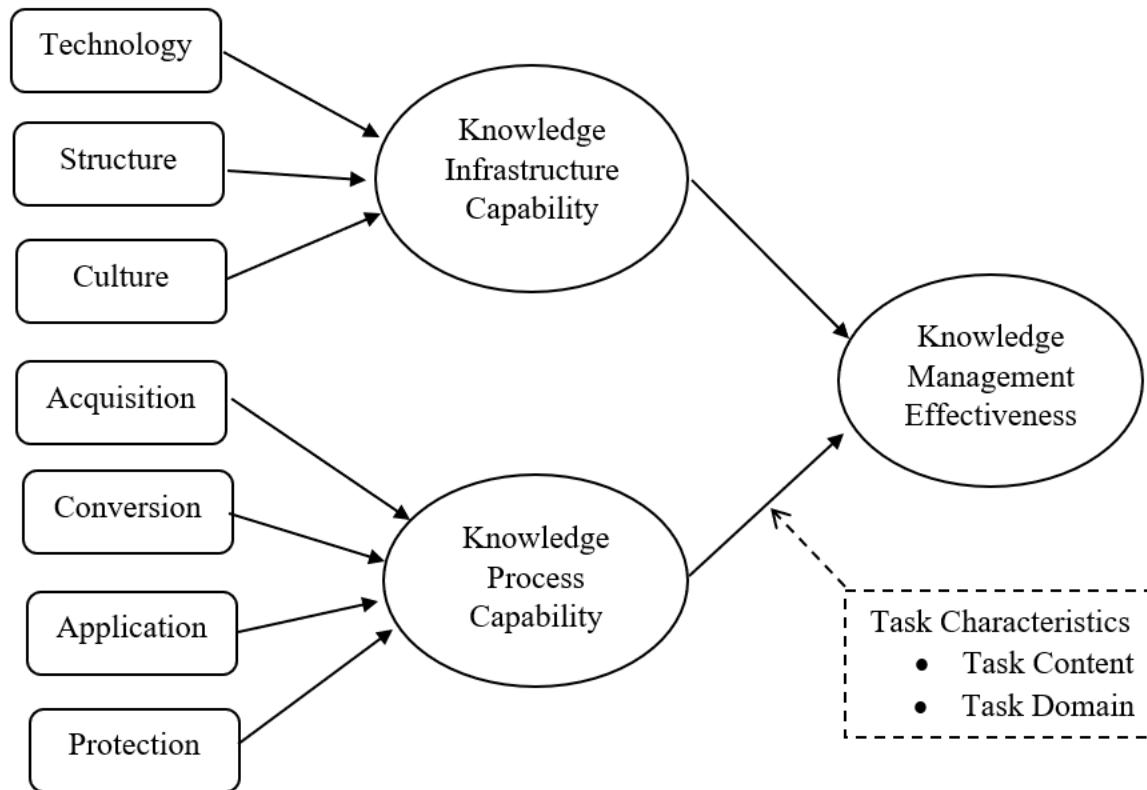 Technology
Structure
Culture
Acquisition
Conversion
Application
Protection
Knowledge
Infrastructure
Capability
Knowledge
Process
Capability
Knowledge
Management
Effectiveness
Task Characteristics
• Task Content
• Task Domain